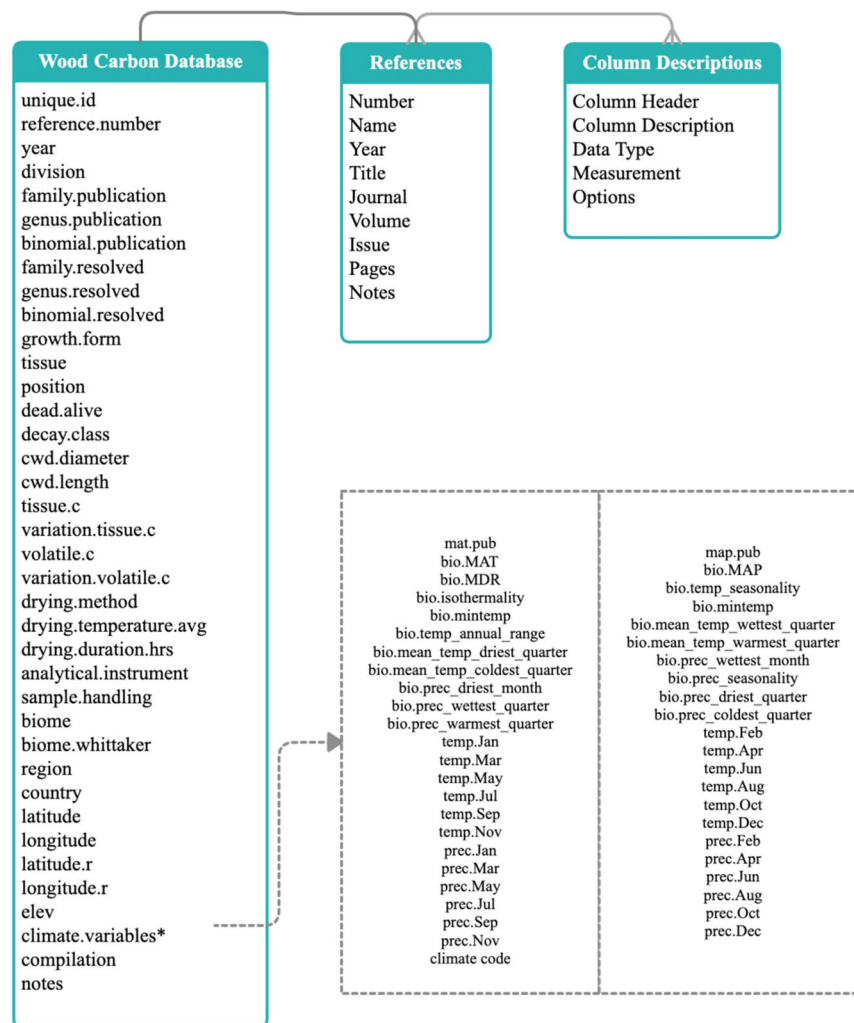 Wood Carbon Database
unique.id
reference.number
year
division
family.publication
genus.publication
binomial.publication
family.resolved
genus.resolved
binomial.resolved
growth.form
tissue
position
dead.alive
decay.class
cwd.diameter
cwd.length
tissue.c
variation.tissue.c
volatile.c
variation.volatile.c
drying.method
drying.temperature.avg
drying.duration.hrs
analytical.instrument
sample.handling
biome
biome.whittaker
region
country
latitude
longitude
latitude.r
longitude.r
elev
climate.variables*
compilation
notes
References
Number
Name
Year
Title
Journal
Volume
Issue
Pages
Notes
Column Descriptions
Column Header
Column Description
Data Type
Measurement
Options
mat.pub
bio.MAT
bio.MDR
bio.isothermality
bio.mintemp
bio.temp_annual_range
bio.mean_temp_driest_quarter
bio.mean_temp_coldest_quarter
bio.prec_driest_month
bio.prec_wettest_quarter
bio.prec_warmest_quarter
temp.Jan
temp.Mar
temp.May
temp.Jul
temp.Sep
temp.Nov
prec.Jan
prec.Mar
prec.May
prec.Jul
prec.Sep
prec.Nov
climate code
map.pub
bio.MAP
bio.temp_seasonality
bio.mintemp
bio.mean_temp_wettest_quarter
bio.mean_temp_warmest_quarter
bio.prec_wettest_month
bio.prec_seasonality
bio.prec_driest_quarter
bio.prec_coldest_quarter
temp.Feb
temp.Apr
temp.Jun
temp.Aug
temp.Oct
temp.Dec
prec.Feb
prec.Apr
prec.Jun
prec.Aug
prec.Oct
prec.Dec